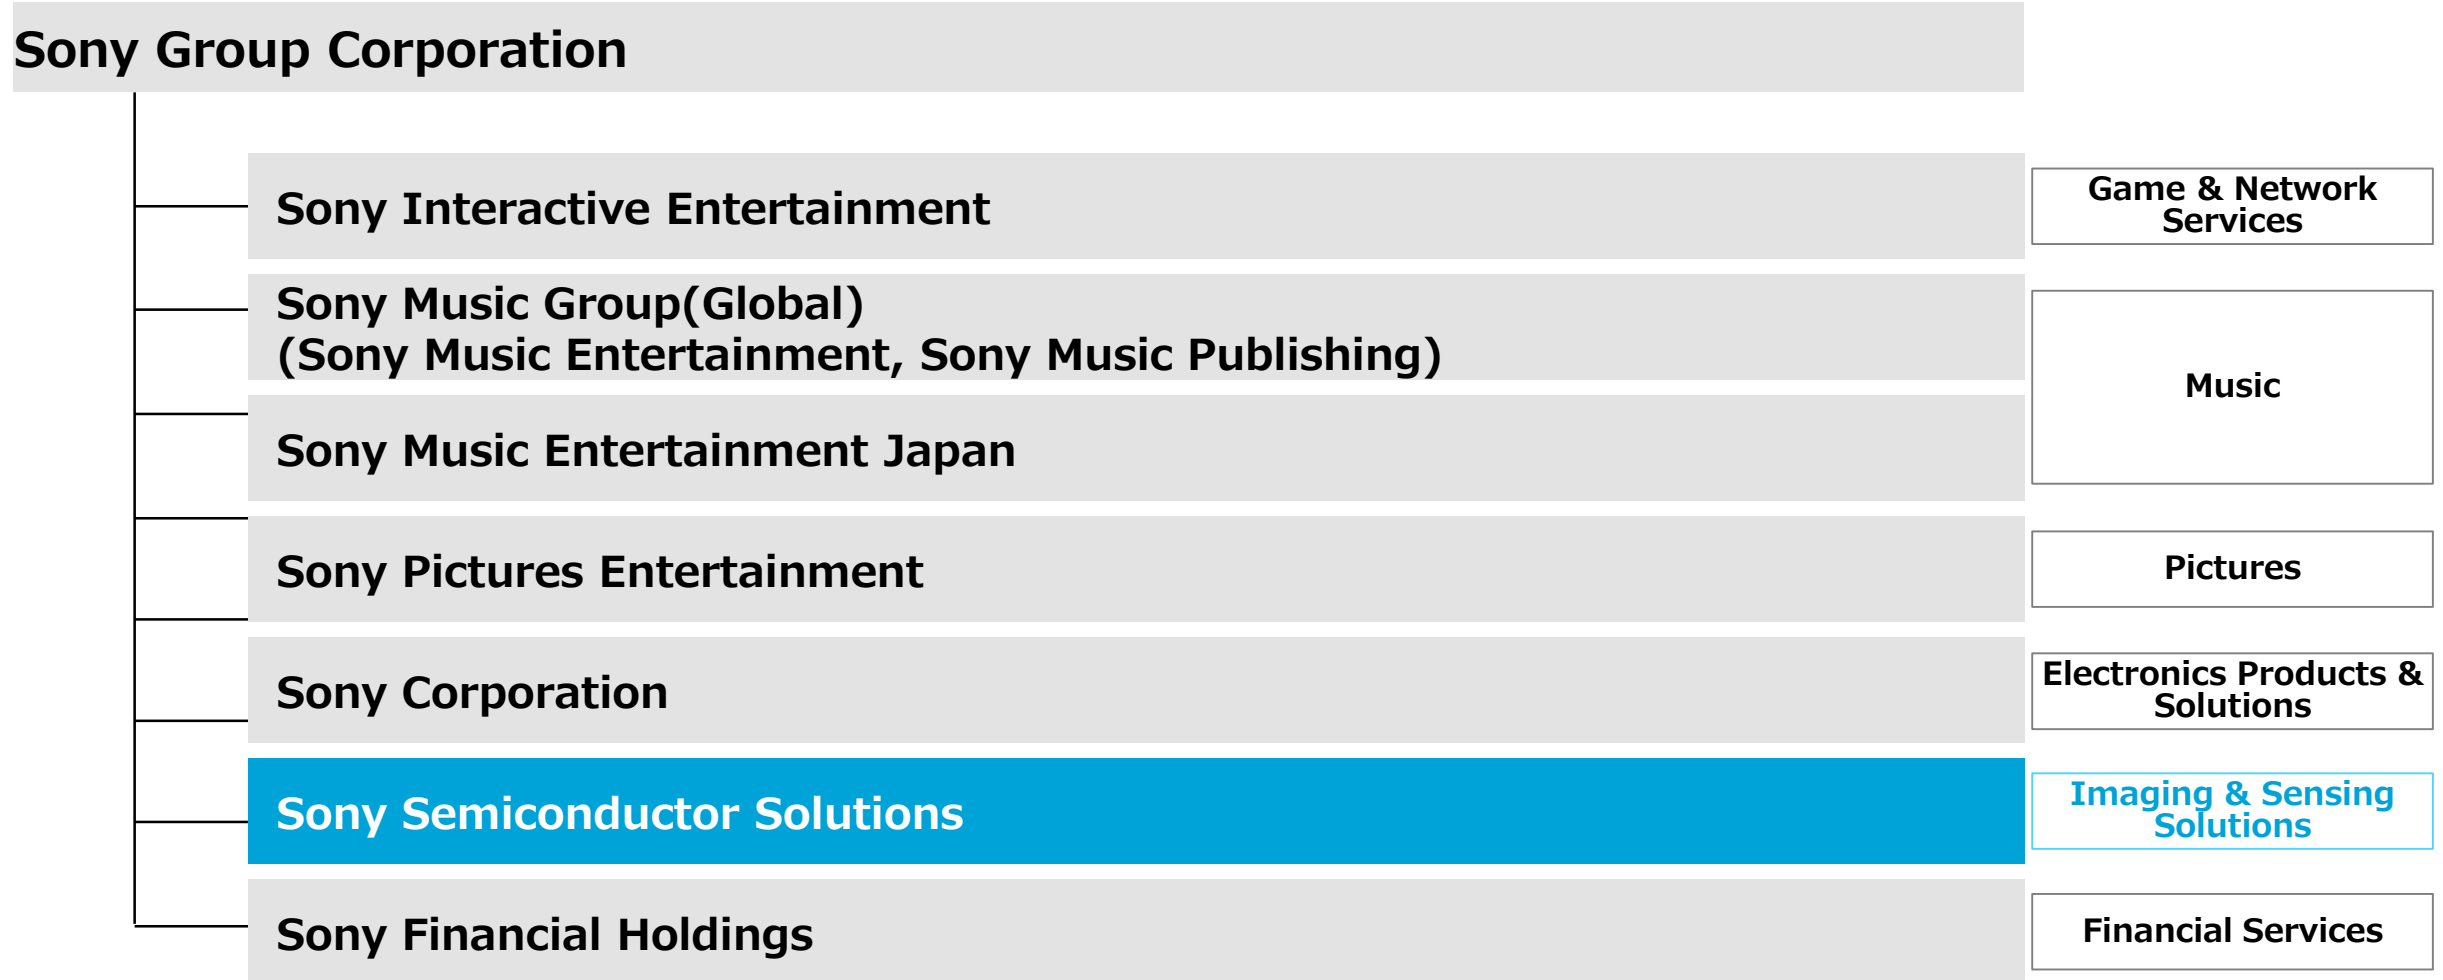 Sony Group Corporation
Sony Interactive Entertainment
Game & Network
Services
Sony Music Group(Global)
(Sony Music Entertainment, Sony Music Publishing)
Music
Sony Music Entertainment Japan
Sony Pictures Entertainment
Pictures
Sony Corporation
Electronics Products &
Solutions
Sony Semiconductor Solutions
Imaging & Sensing
Solutions
Sony Financial Holdings
Financial Services